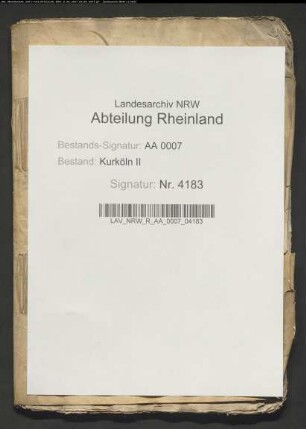 Landesarchiv NRW
Abteilung Rheinland
Bestands-Signatur: AA 0007
Bestand: Kurköln II
Signatur: Nr. 4183
LAV_NRW_R_AA_0007_04183